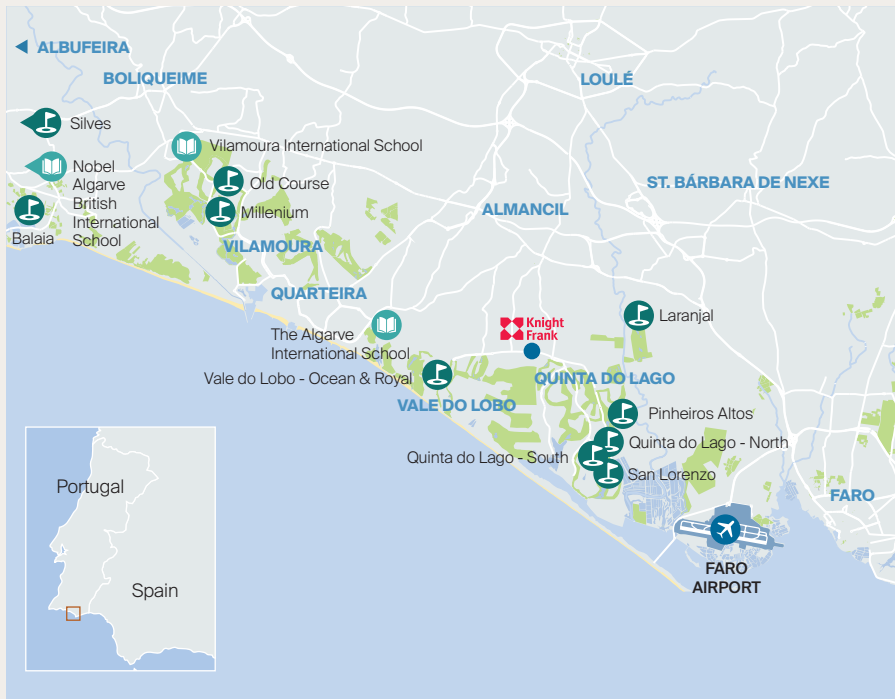 ALBUFEIRA
BOLIQUEIME
LOULÉ
Silves
Vilamoura International School
Nobel
Algarve
British
International
School
Old Course
ST. BÁRBARA DE NEXE
Millenium
ALMANCIL
Balaia
VILAMOURA
QUARTEIRA
Laranjal
Knight
Frank
The Algarve
International School
Vale do Lobo - Ocean & Royal
QUINTA DO LAGO
VALE DO LOBO
Pinheiros Altos
Quinta do Lago - North
Quinta do Lago - South
San Lorenzo
Portugal
FARO
Spain
FARO
AIRPORT